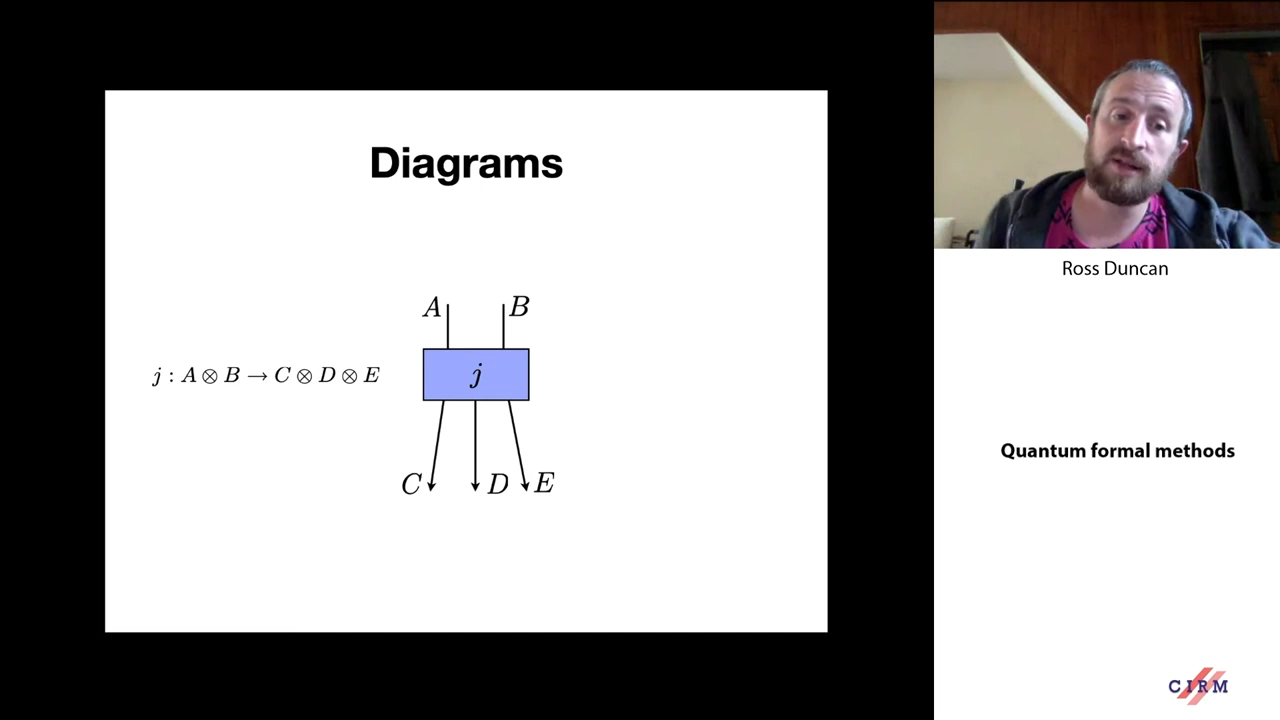 Diagrams
A B
j : A ⊗ B → C ⊗ D ⊗ E
j
C D E
Ross Duncan
Quantum formal methods
CIRM